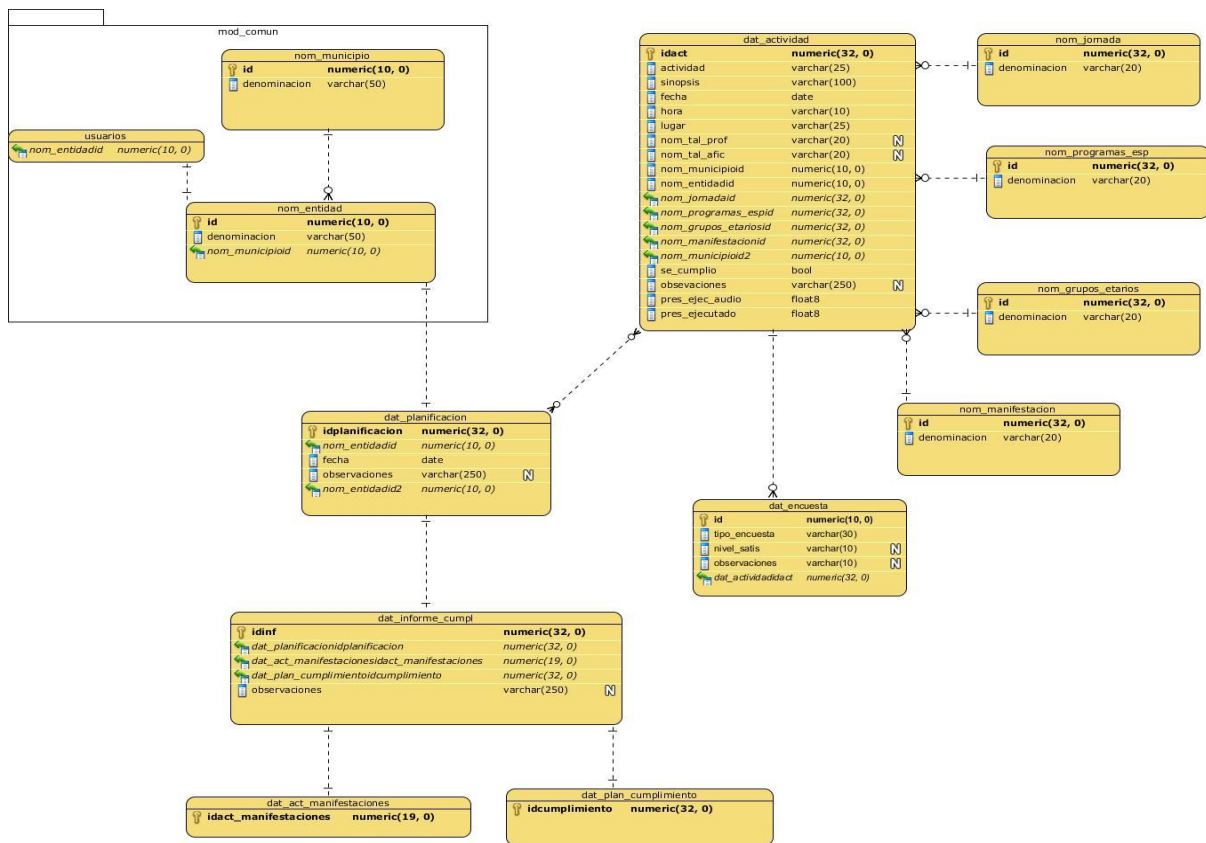 mod_comun
nom_municipio
id numeric(10, 0)
denominacion varchar(50)
usuarios
nom_entidadid numeric(10, 0)
nom_entidad
id numeric(10, 0)
denominacion varchar(50)
nom_municipioid numeric(10, 0)
dat_actividad
idact numeric(32, 0)
actividad varchar(25)
sinopsis varchar(100)
fecha date
hora varchar(10)
lugar varchar(25)
nom_tal_prof varchar(20) N
nom_tal_afic varchar(20) N
nom_municipioid numeric(10, 0)
nom_entidadid numeric(10, 0)
nom_jornadaid numeric(32, 0)
nom_programas_espid numeric(32, 0)
nom_grupos_etariosid numeric(32, 0)
nom_manifestacionid numeric(32, 0)
nom_municipioid2 numeric(10, 0)
se_cumplio bool
obsevaciones varchar(250) N
pres_ejec_audio float8
pres_ejecutado float8
nom_jornada
id numeric(32, 0)
denominacion varchar(20)
nom_programas_esp
id numeric(32, 0)
denominacion varchar(20)
nom_grupos_etarios
id numeric(32, 0)
denominacion varchar(20)
nom_manifestacion
id numeric(32, 0)
denominacion varchar(20)
dat_planificacion
idplanificacion numeric(32, 0)
nom_entidadid numeric(10, 0)
fecha date
observaciones varchar(250) N
nom_entidadid2 numeric(10, 0)
dat_encuesta
id numeric(10, 0)
tipo_encuesta varchar(30)
nivel_satis varchar(10) N
observaciones varchar(10) N
dat_actividadidact numeric(32, 0)
dat_informe_cumpl
idinf numeric(32, 0)
dat_planificacionidplanificacion numeric(32, 0)
dat_act_manifestacionesidact_manifestaciones numeric(19, 0)
dat_plan_cumplimientoidcumplimiento numeric(32, 0)
observaciones varchar(250) N
dat_act_manifestaciones
idact_manifestaciones numeric(19, 0)
dat_plan_cumplimiento
idcumplimiento numeric(32, 0)